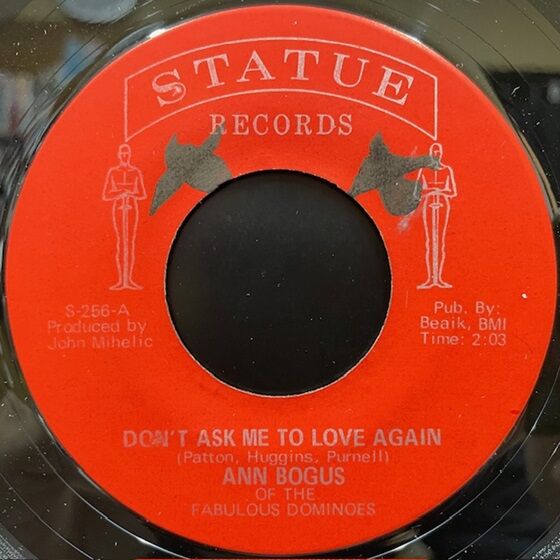 STATUE
RECORDS
S-256-A
Produced by
John Mihelic
Pub. By:
Beaik, BMI
Time: 2:03
DON'T ASK ME TO LOVE AGAIN
(Patton, Huggins, Purnell)
ANN BOGUS
OF THE
FABULOUS DOMINOES